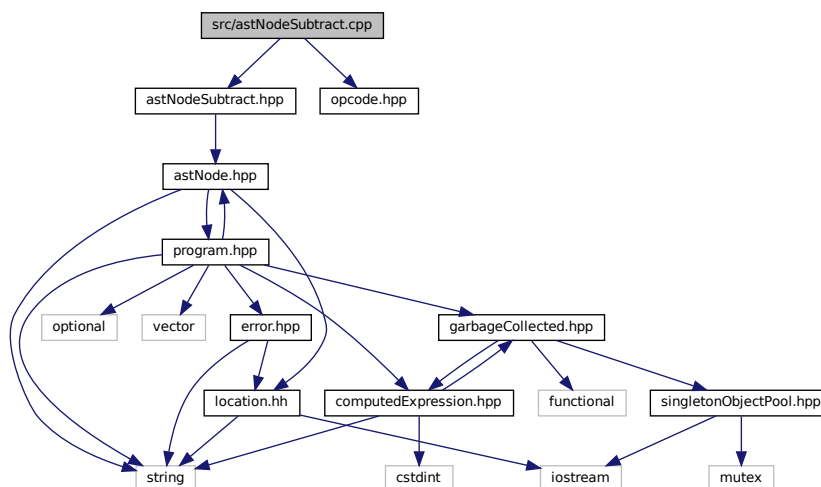 src/astNodeSubtract.cpp
astNodeSubtract.hpp
opcode.hpp
astNode.hpp
program.hpp
optional
vector
error.hpp
garbageCollected.hpp
location.hh
computedExpression.hpp
functional
singletonObjectPool.hpp
string
cstdint
iostream
mutex